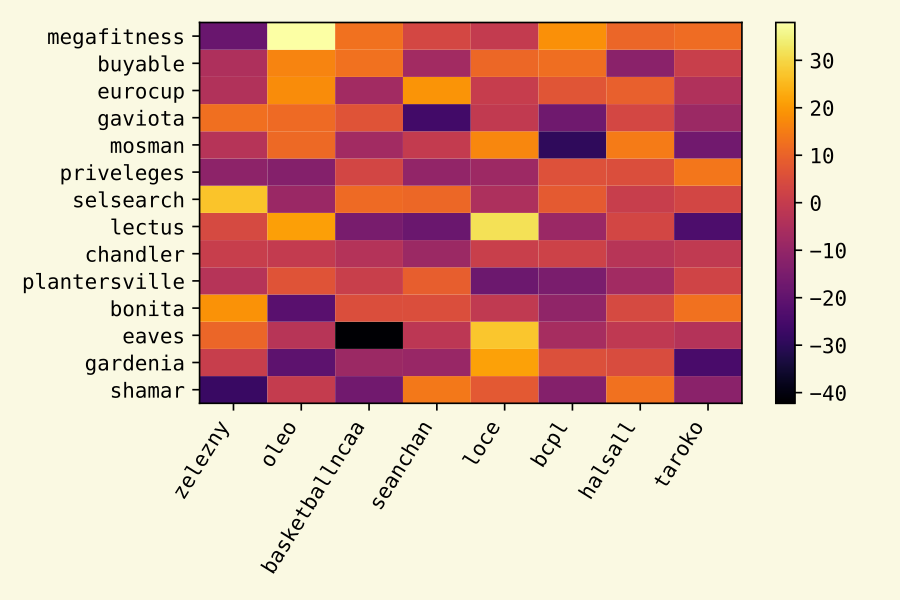 megafitness
buyable
eurocup
gaviota
mosman
priveleges
selsearch
lectus
chandler
plantersville
bonita
eaves
gardenia
shamar
zelezny
oleo
basketballncaa
seanchan
loce
bcpl
halsall
taroko
30
20
10
0
−10
−20
−30
−40